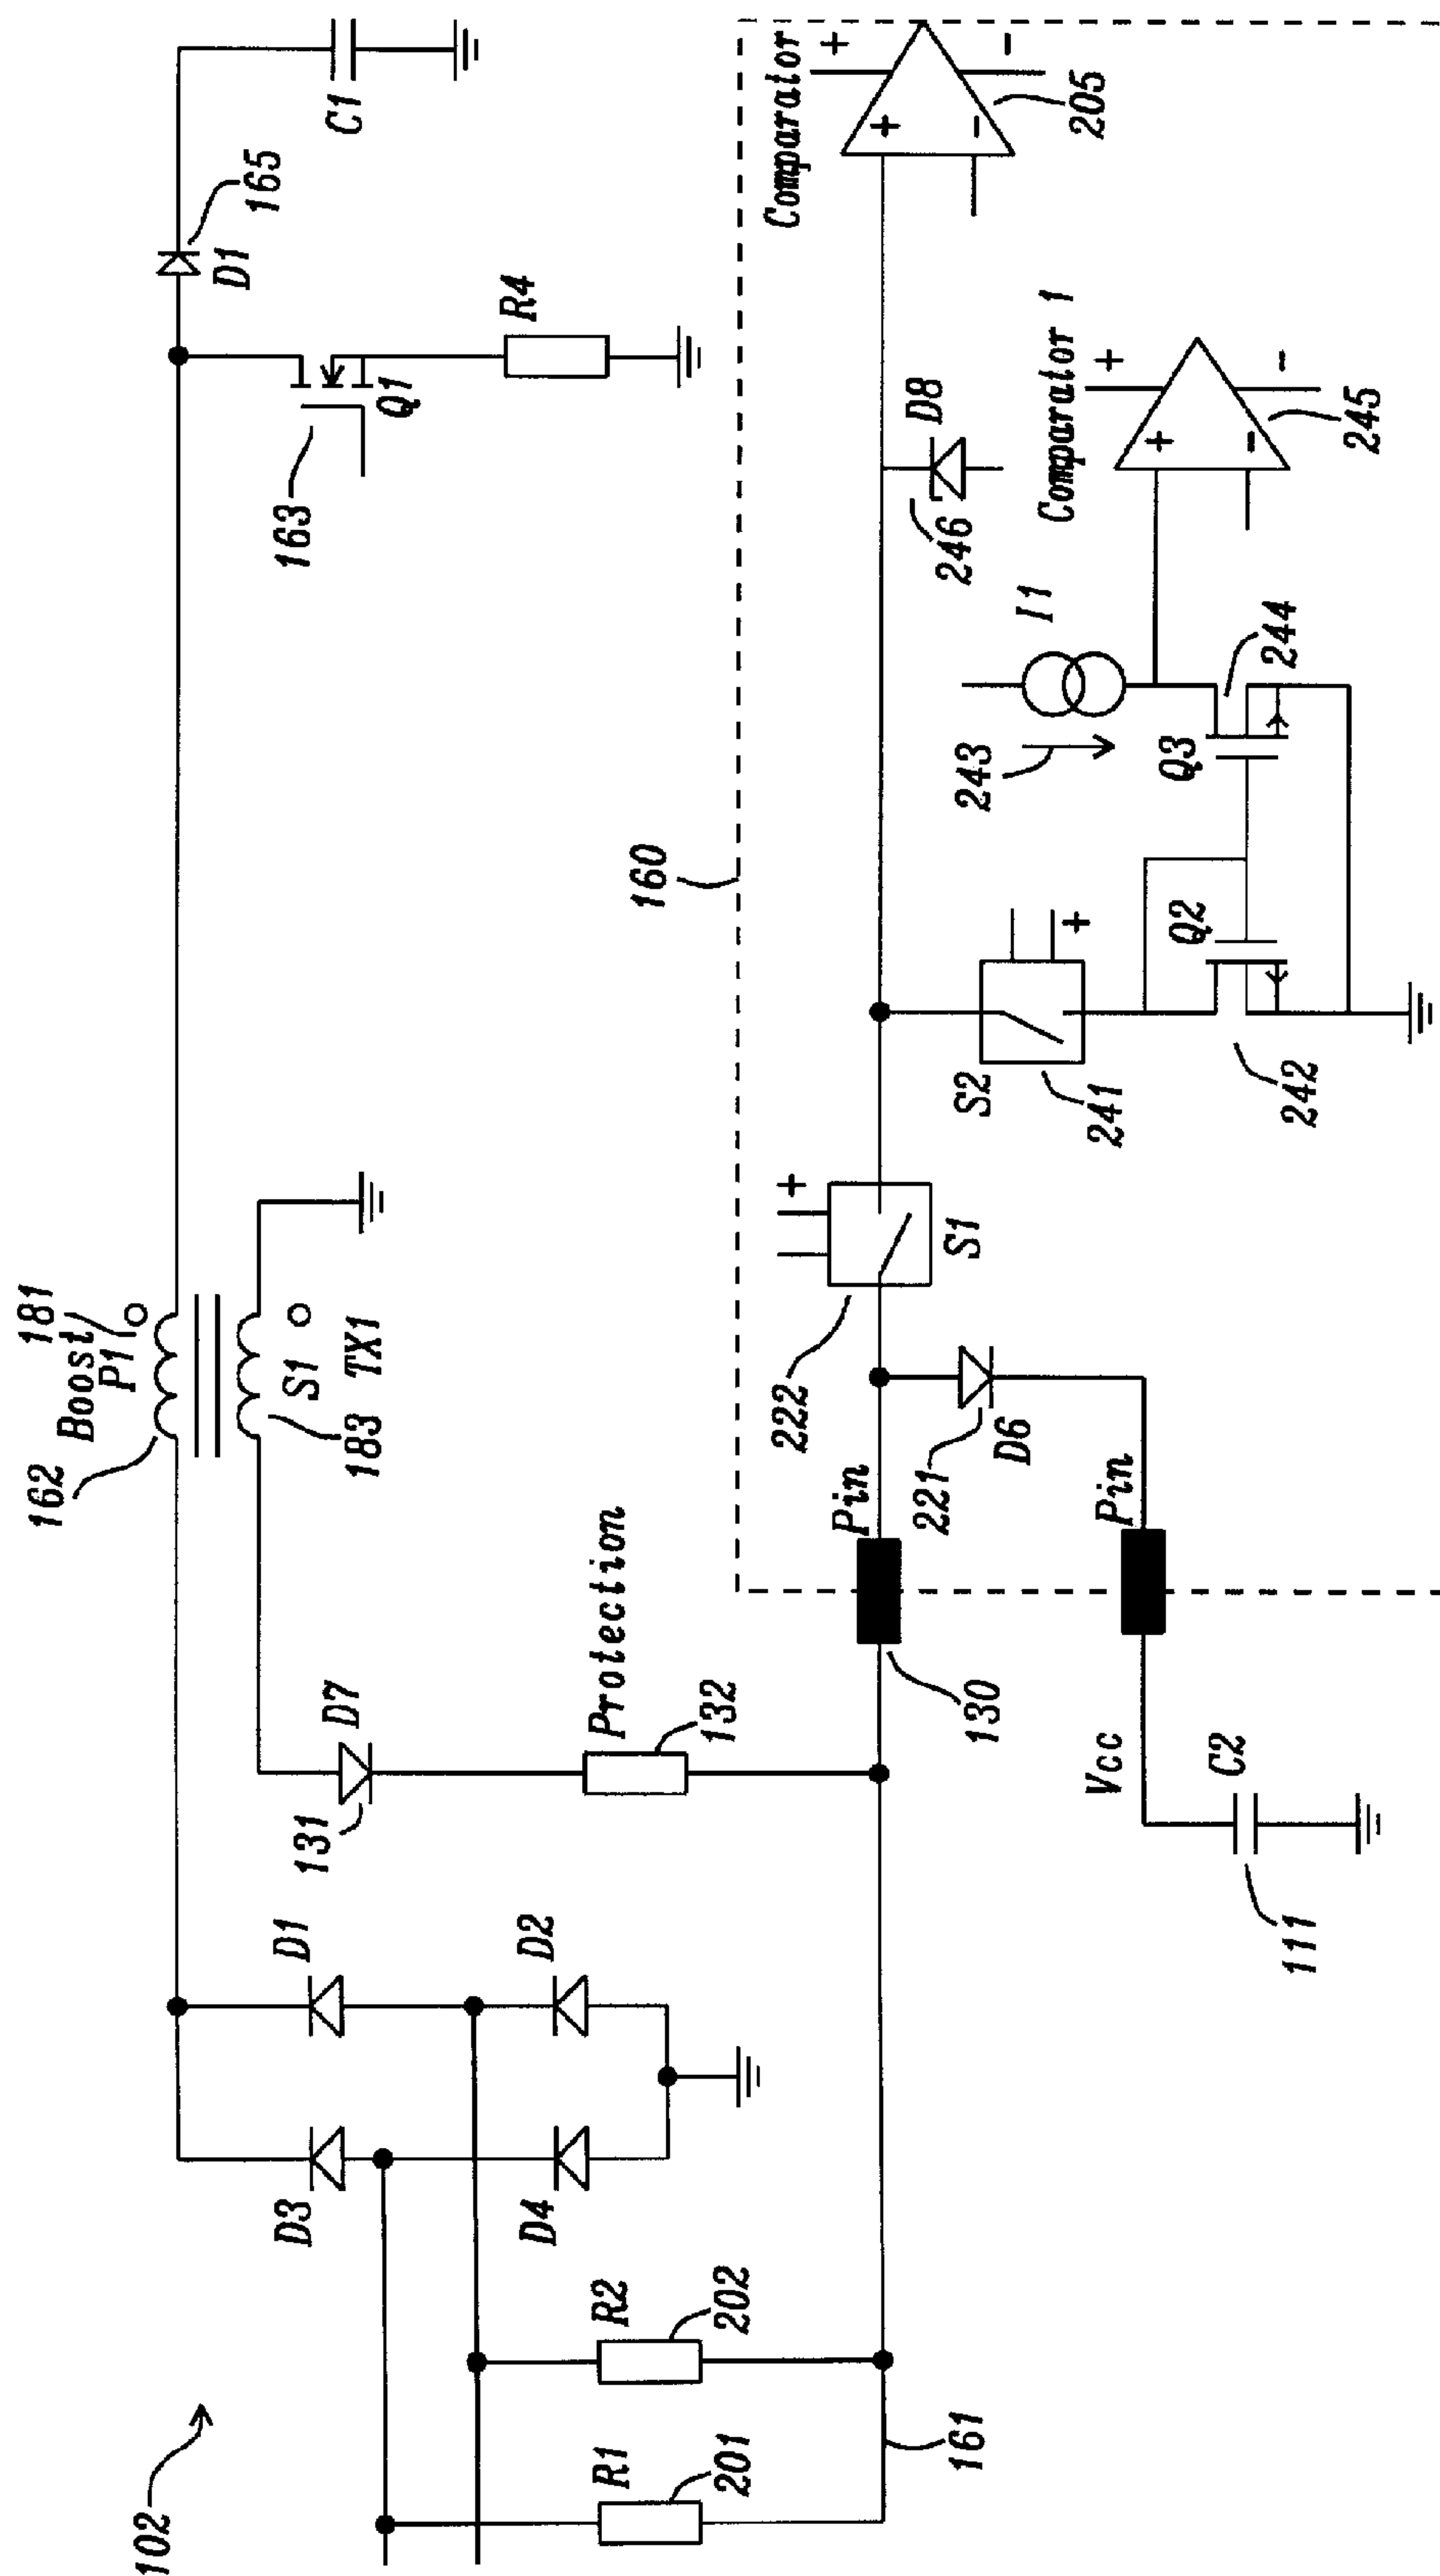 102
D3
D1
D4
D2
R1
201
R2
202
161
131
D7
Protection
132
130
Vcc
C2
111
162
Boost
P1
181
S1
183
TX1
Pin
Pin
221
D6
222
+
S1
160
S2
241
+
Q2
242
243
I1
Q3
244
Comparator 1
+
-
+
-
245
246
D8
163
Q1
R4
D1
165
C1
Comparator
+
-
+
-
205